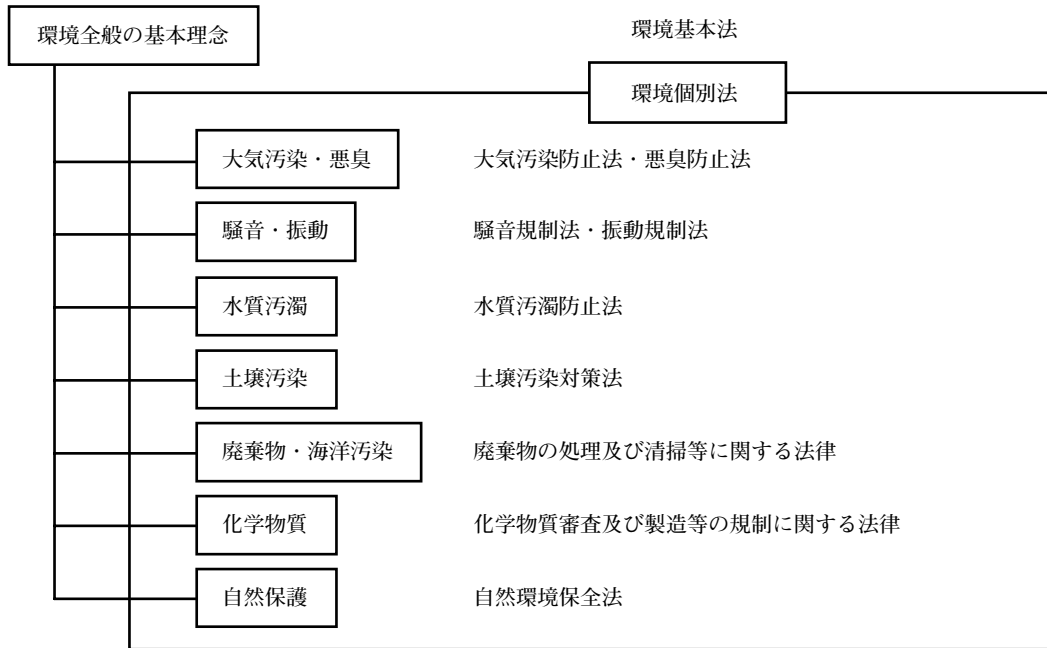 環境全般の基本理念
環境基本法
環境個別法
大気汚染・悪臭
大気汚染防止法・悪臭防止法
騒音・振動
騒音規制法・振動規制法
水質汚濁
水質汚濁防止法
土壌汚染
土壌汚染対策法
廃棄物・海洋汚染
廃棄物の処理及び清掃等に関する法律
化学物質
化学物質審査及び製造等の規制に関する法律
自然保護
自然環境保全法